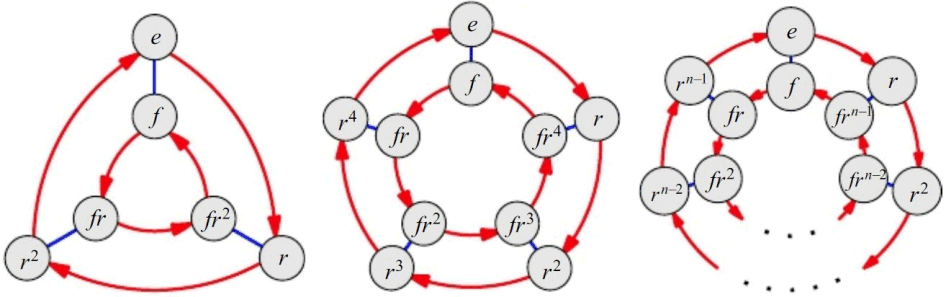 e
f
fr
fr²
r²
r
e
f
r⁴
fr
fr⁴
r
fr²
fr³
r³
r²
e
f
rⁿ⁻¹
fr
frⁿ⁻¹
r
rⁿ⁻²
fr²
frⁿ⁻²
r²
. . .
. . . . .